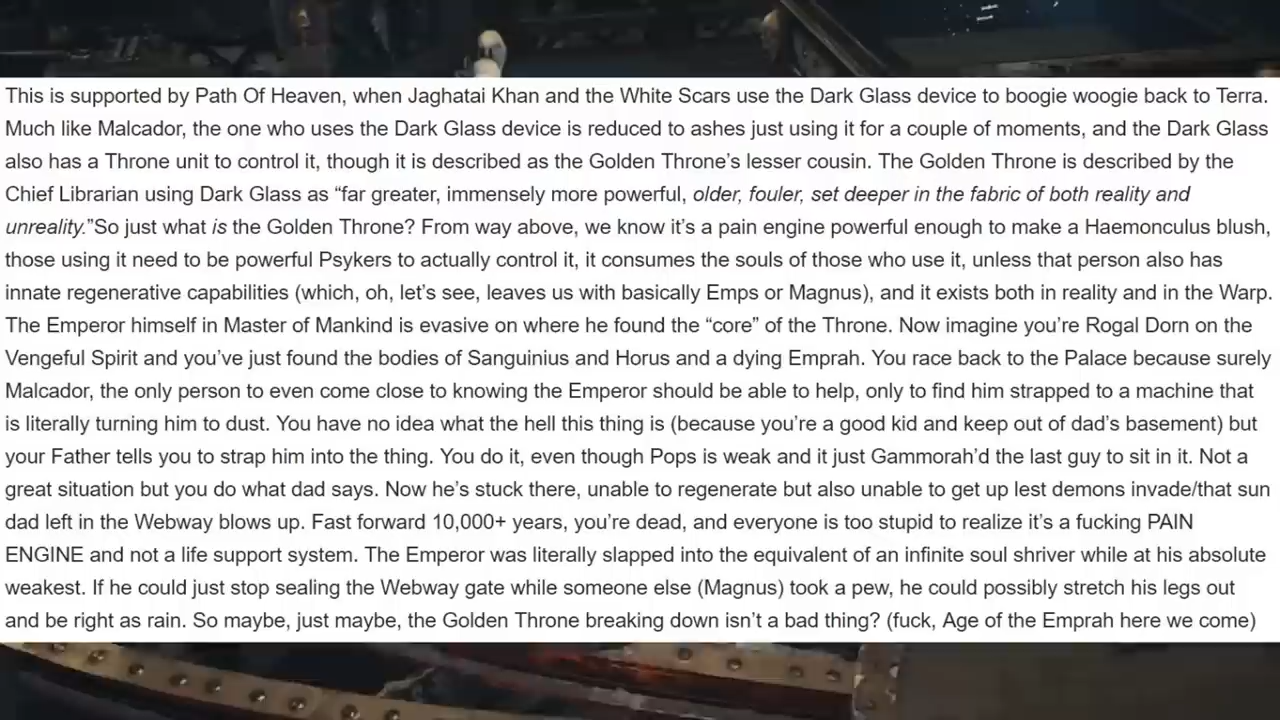 This is supported by Path Of Heaven, when Jaghatai Khan and the White Scars use the Dark Glass device to boogie woogie back to Terra.
Much like Malcador, the one who uses the Dark Glass device is reduced to ashes just using it for a couple of moments, and the Dark Glass
also has a Throne unit to control it, though it is described as the Golden Throne’s lesser cousin. The Golden Throne is described by the
Chief Librarian using Dark Glass as “far greater, immensely more powerful, older, fouler, set deeper in the fabric of both reality and
unreality.”So just what is the Golden Throne? From way above, we know it’s a pain engine powerful enough to make a Haemonculus blush,
those using it need to be powerful Psykers to actually control it, it consumes the souls of those who use it, unless that person also has
innate regenerative capabilities (which, oh, let’s see, leaves us with basically Emps or Magnus), and it exists both in reality and in the Warp.
The Emperor himself in Master of Mankind is evasive on where he found the “core” of the Throne. Now imagine you’re Rogal Dorn on the
Vengeful Spirit and you’ve just found the bodies of Sanguinius and Horus and a dying Emprah. You race back to the Palace because surely
Malcador, the only person to even come close to knowing the Emperor should be able to help, only to find him strapped to a machine that
is literally turning him to dust. You have no idea what the hell this thing is (because you’re a good kid and keep out of dad’s basement) but
your Father tells you to strap him into the thing. You do it, even though Pops is weak and it just Gammorah’d the last guy to sit in it. Not a
great situation but you do what dad says. Now he’s stuck there, unable to regenerate but also unable to get up lest demons invade/that sun
dad left in the Webway blows up. Fast forward 10,000+ years, you’re dead, and everyone is too stupid to realize it’s a fucking PAIN
ENGINE and not a life support system. The Emperor was literally slapped into the equivalent of an infinite soul shriver while at his absolute
weakest. If he could just stop sealing the Webway gate while someone else (Magnus) took a pew, he could possibly stretch his legs out
and be right as rain. So maybe, just maybe, the Golden Throne breaking down isn’t a bad thing? (fuck, Age of the Emprah here we come)